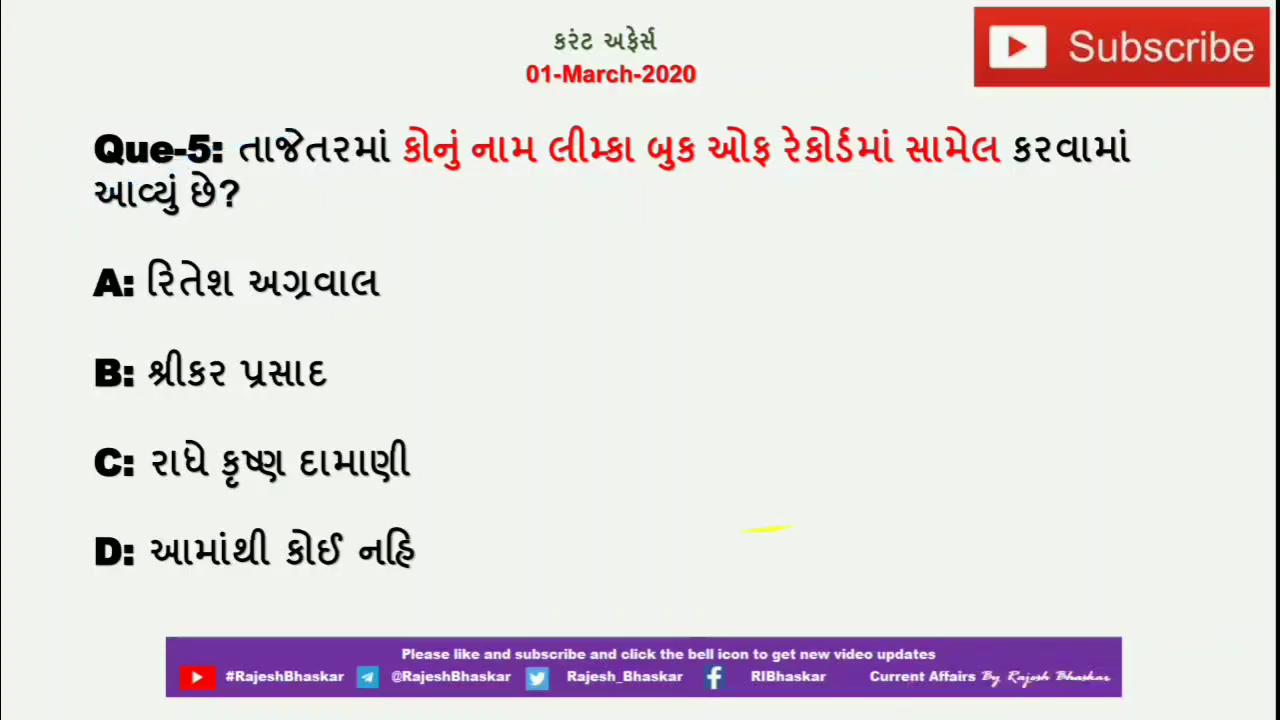 કરંટ અફેર્સ
Subscribe
01-March-2020
Que-5: તાજેતરમાં કોનું નામ લીમ્કા બુક ઓફ રેકોર્ડમાં સામેલ કરવામાં
આવ્યું છે?
A: રિતેશ અગ્રવાલ
B: શ્રીકર પ્રસાદ
C: રાધે કૃષ્ણ દામાણી
D: આમાંથી કોઈ નહિ
Please like and subscribe and click the bell icon to get new video updates
#RajeshBhaskar @RajeshBhaskar Rajesh_Bhaskar RIBhaskar Current Affairs By Rajesh Bhaskar